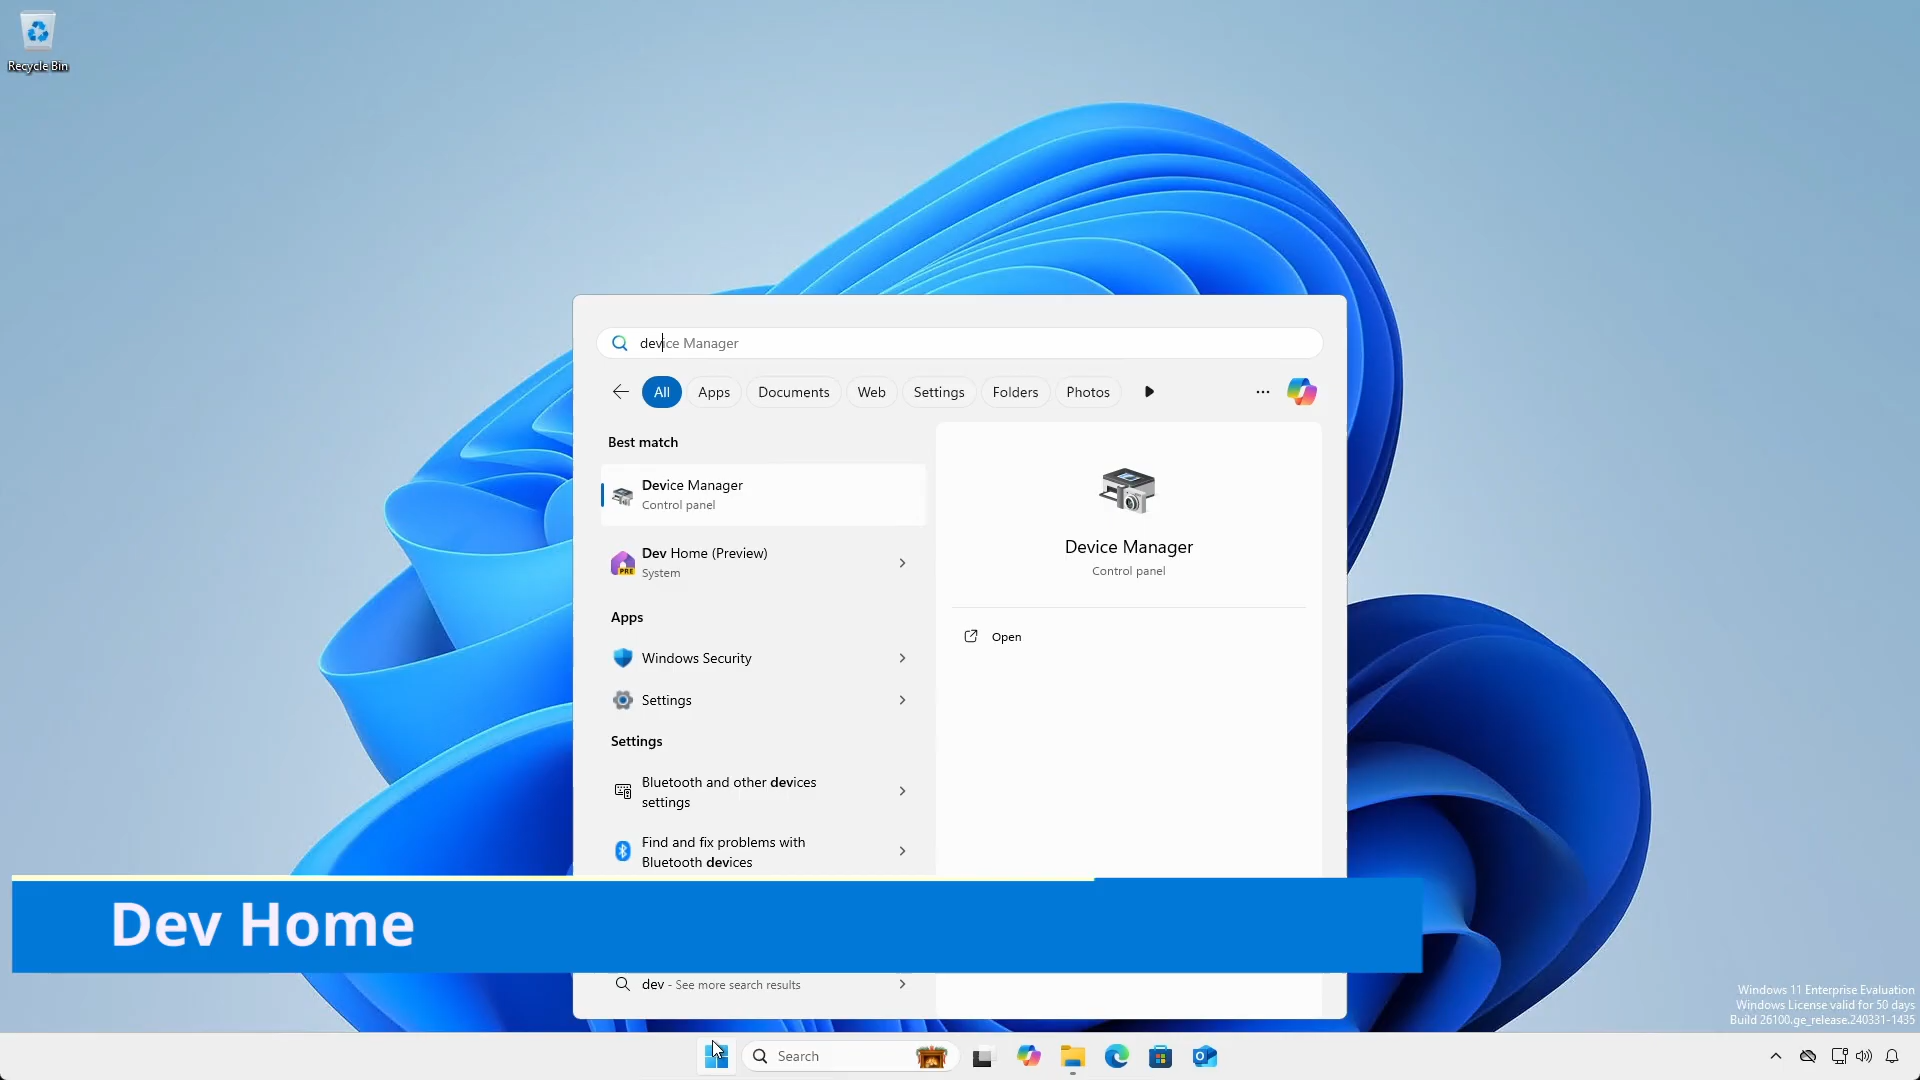 Recycle Bin
device Manager
All Apps Documents Web Settings Folders Photos
Best match
Device Manager
Control panel
Dev Home (Preview)
System
PRE
Apps
Windows Security
Settings
Settings
Bluetooth and other devices
settings
Find and fix problems with
Bluetooth devices
Device Manager
Control panel
Open
Dev Home
dev - See more search results
Windows 11 Enterprise Evaluation
Windows License valid for 50 days
Build 26100.ge_release.240331-1435
Search